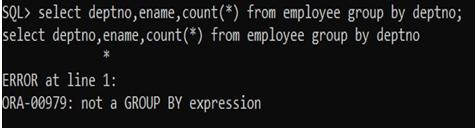 SQL> select deptno,ename,count(*) from employee group by deptno;
select deptno,ename,count(*) from employee group by deptno
              *
ERROR at line 1:
ORA-00979: not a GROUP BY expression